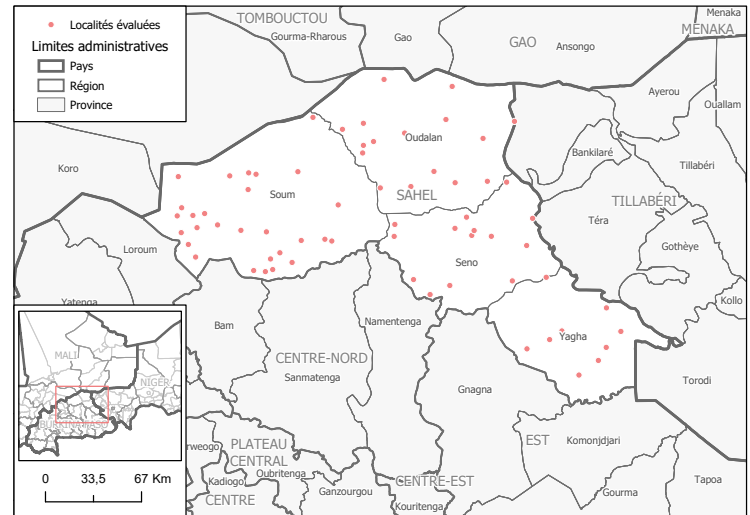 Localités évaluées
Limites administratives
Pays
Région
Province
TOMBOUCTOU
Gourma-Rharous
Gao
GAO
Ansongo
Menaka
MENAKA
Ayerou
Ouallam
Koro
Oudalan
Bankilaré
Tillabéri
Soum
SAHEL
TILLABÉRI
Téra
Loroum
Gothèye
Seno
Yatenga
Kollo
Bam
Namentenga
Yagha
CENTRE-NORD
Sanmatenga
Gnagna
Torodi
MALI
NIGER
BURKINA FASO
EST
Komonjdjari
PLATEAU
CENTRAL
Oubritenga
Kadiogo
CENTRE
Ganzourgou
CENTRE-EST
Kouritenga
Gourma
Tapoa
0 33,5 67 Km